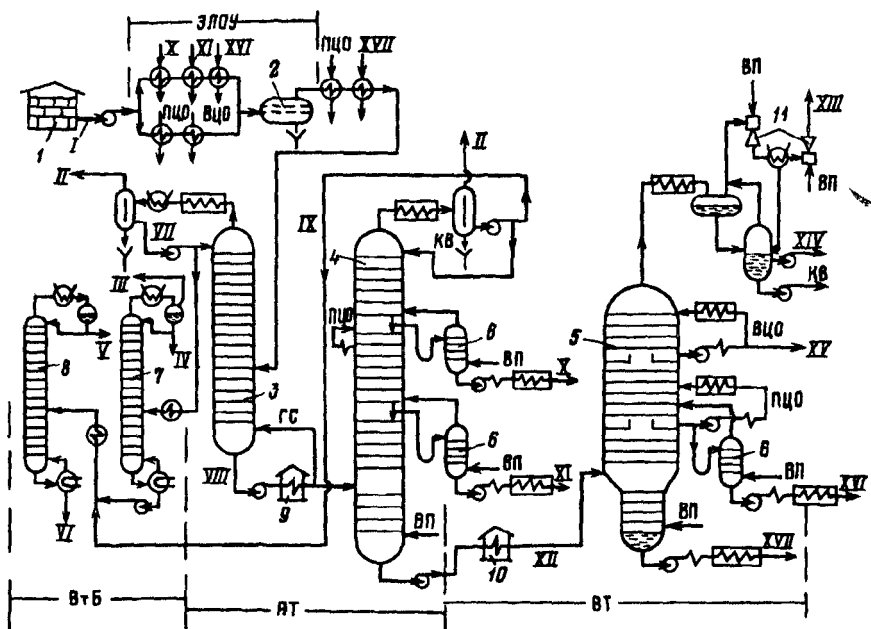 ЭЛОУ
X XI XVI
ПЦО XVII
2
ПЦО ВЦО
1
I
ВП
XIII
11
ВП
II
II
VII
IX
КВ
4
III
XIV
КВ
ПЦО
6
ВП
X
5
ВЦО
XV
V
IV
8
7
3
ГС
ПЦО
6
6
VIII
9
ВП
XI
ВП
XVI
VI
ВП
10
XII
ВП
XVII
ВтБ
АТ
ВТ